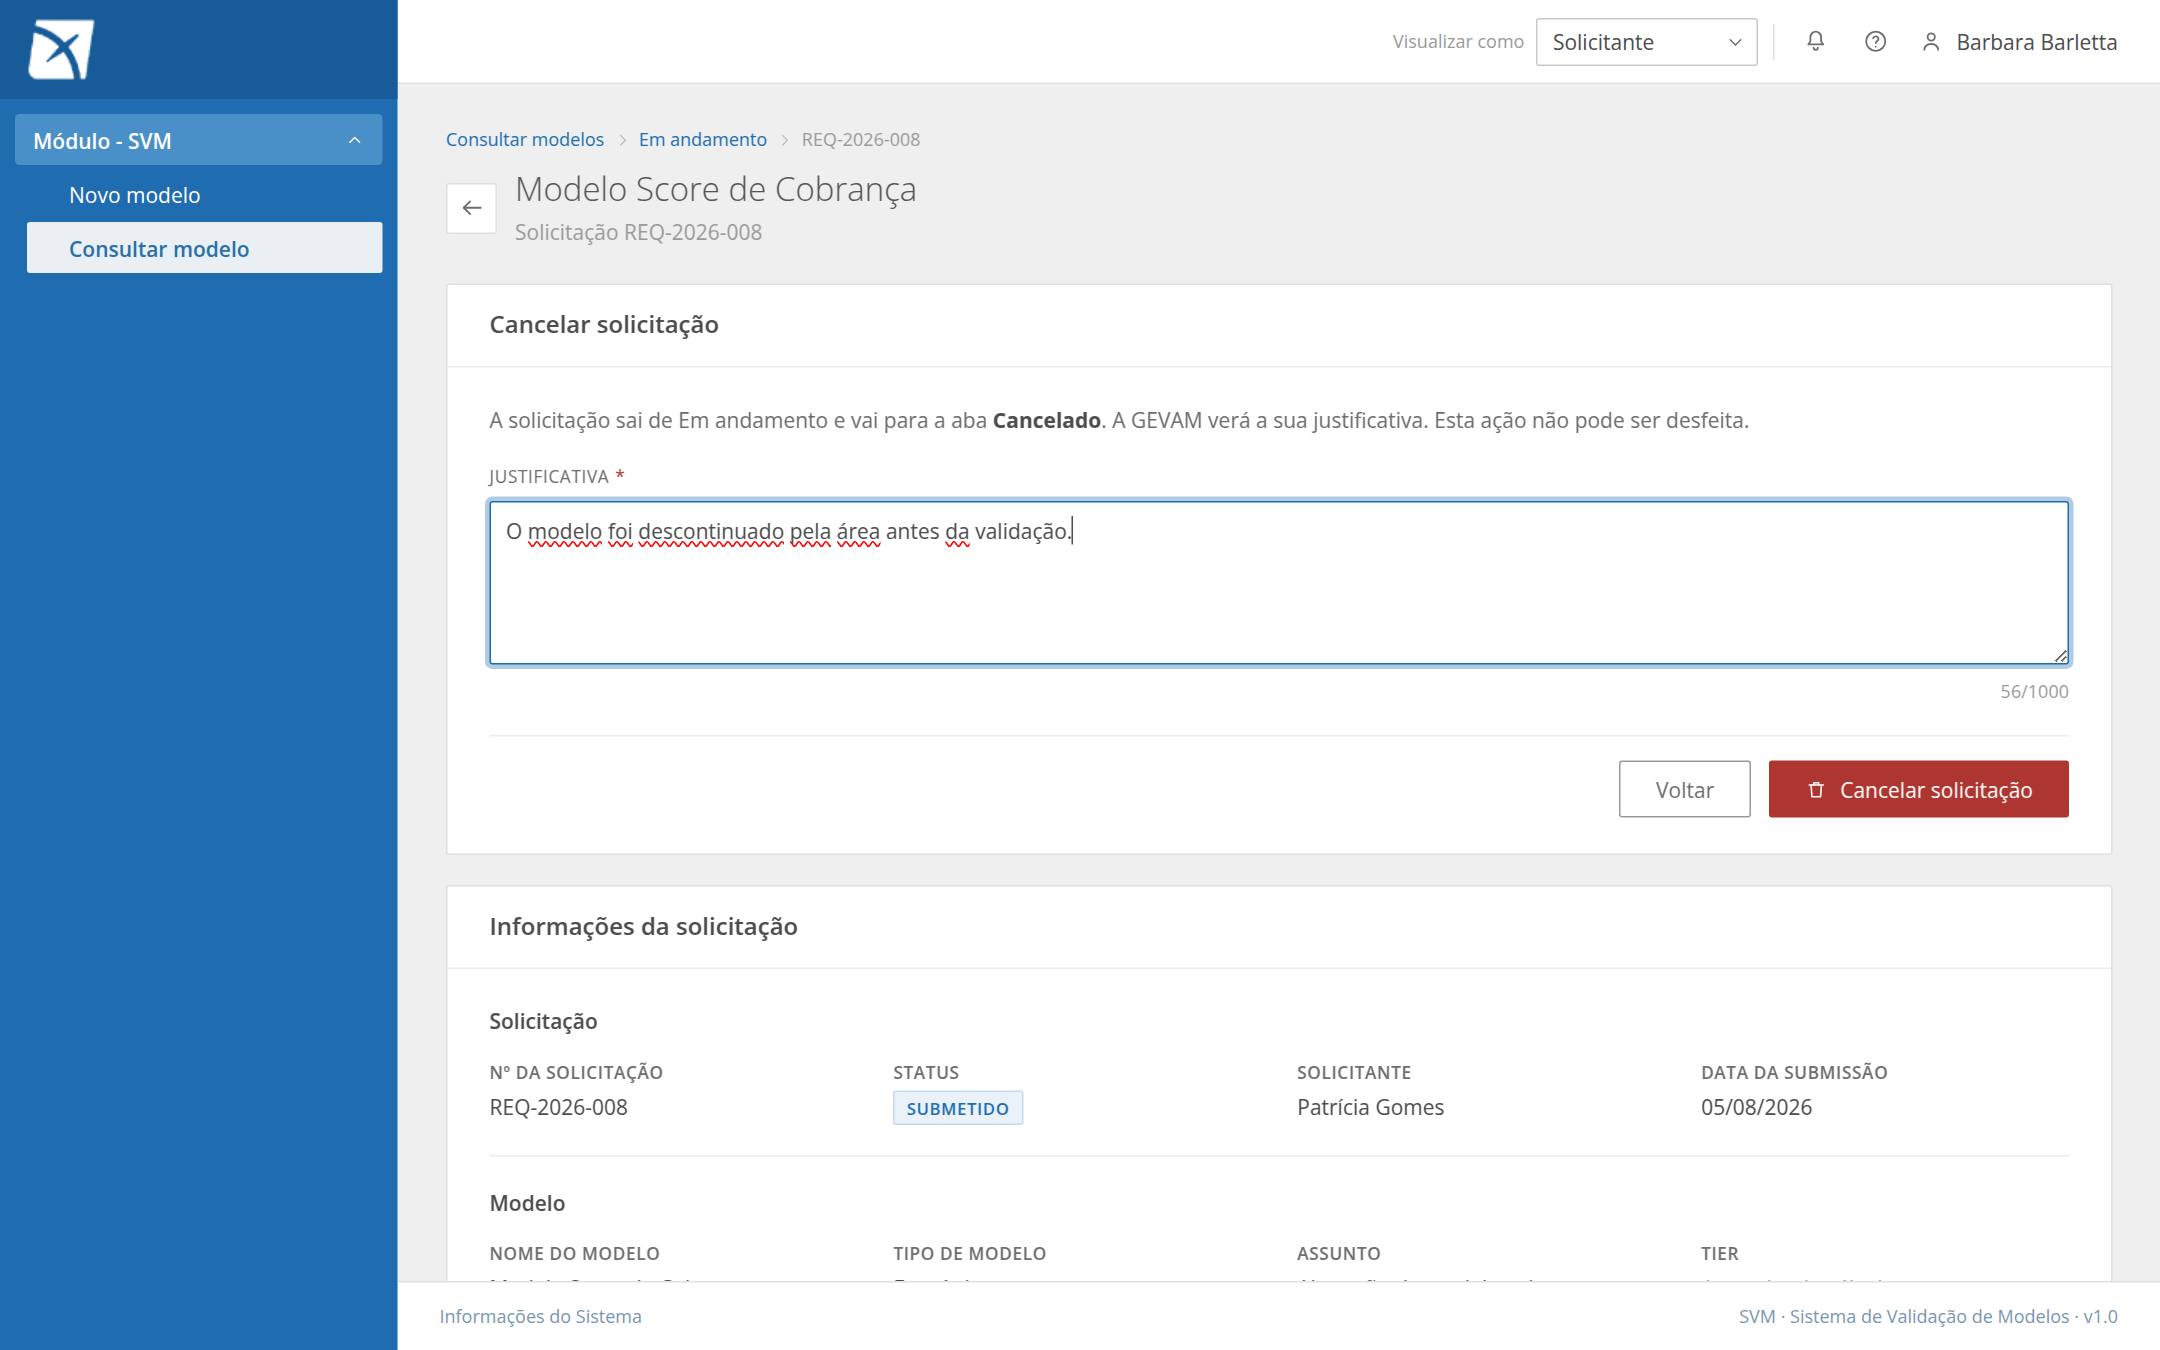 Visualizar como
Solicitante
Barbara Barletta
Módulo - SVM
Novo modelo
Consultar modelo
Consultar modelos > Em andamento > REQ-2026-008
Modelo Score de Cobrança
Solicitação REQ-2026-008
Cancelar solicitação
A solicitação sai de Em andamento e vai para a aba Cancelado. A GEVAM verá a sua justificativa. Esta ação não pode ser desfeita.
JUSTIFICATIVA *
O modelo foi descontinuado pela área antes da validação.
56/1000
Voltar
Cancelar solicitação
Informações da solicitação
Solicitação
Nº DA SOLICITAÇÃO STATUS SOLICITANTE DATA DA SUBMISSÃO
REQ-2026-008 SUBMETIDO Patrícia Gomes 05/08/2026
Modelo
NOME DO MODELO TIPO DE MODELO ASSUNTO TIER
Informações do Sistema
SVM · Sistema de Validação de Modelos · v1.0